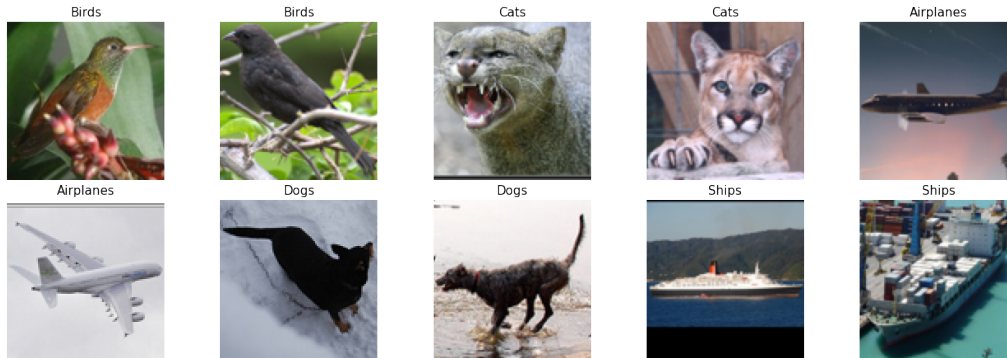 Birds
Birds
Cats
Cats
Airplanes
Airplanes
Dogs
Dogs
Ships
Ships